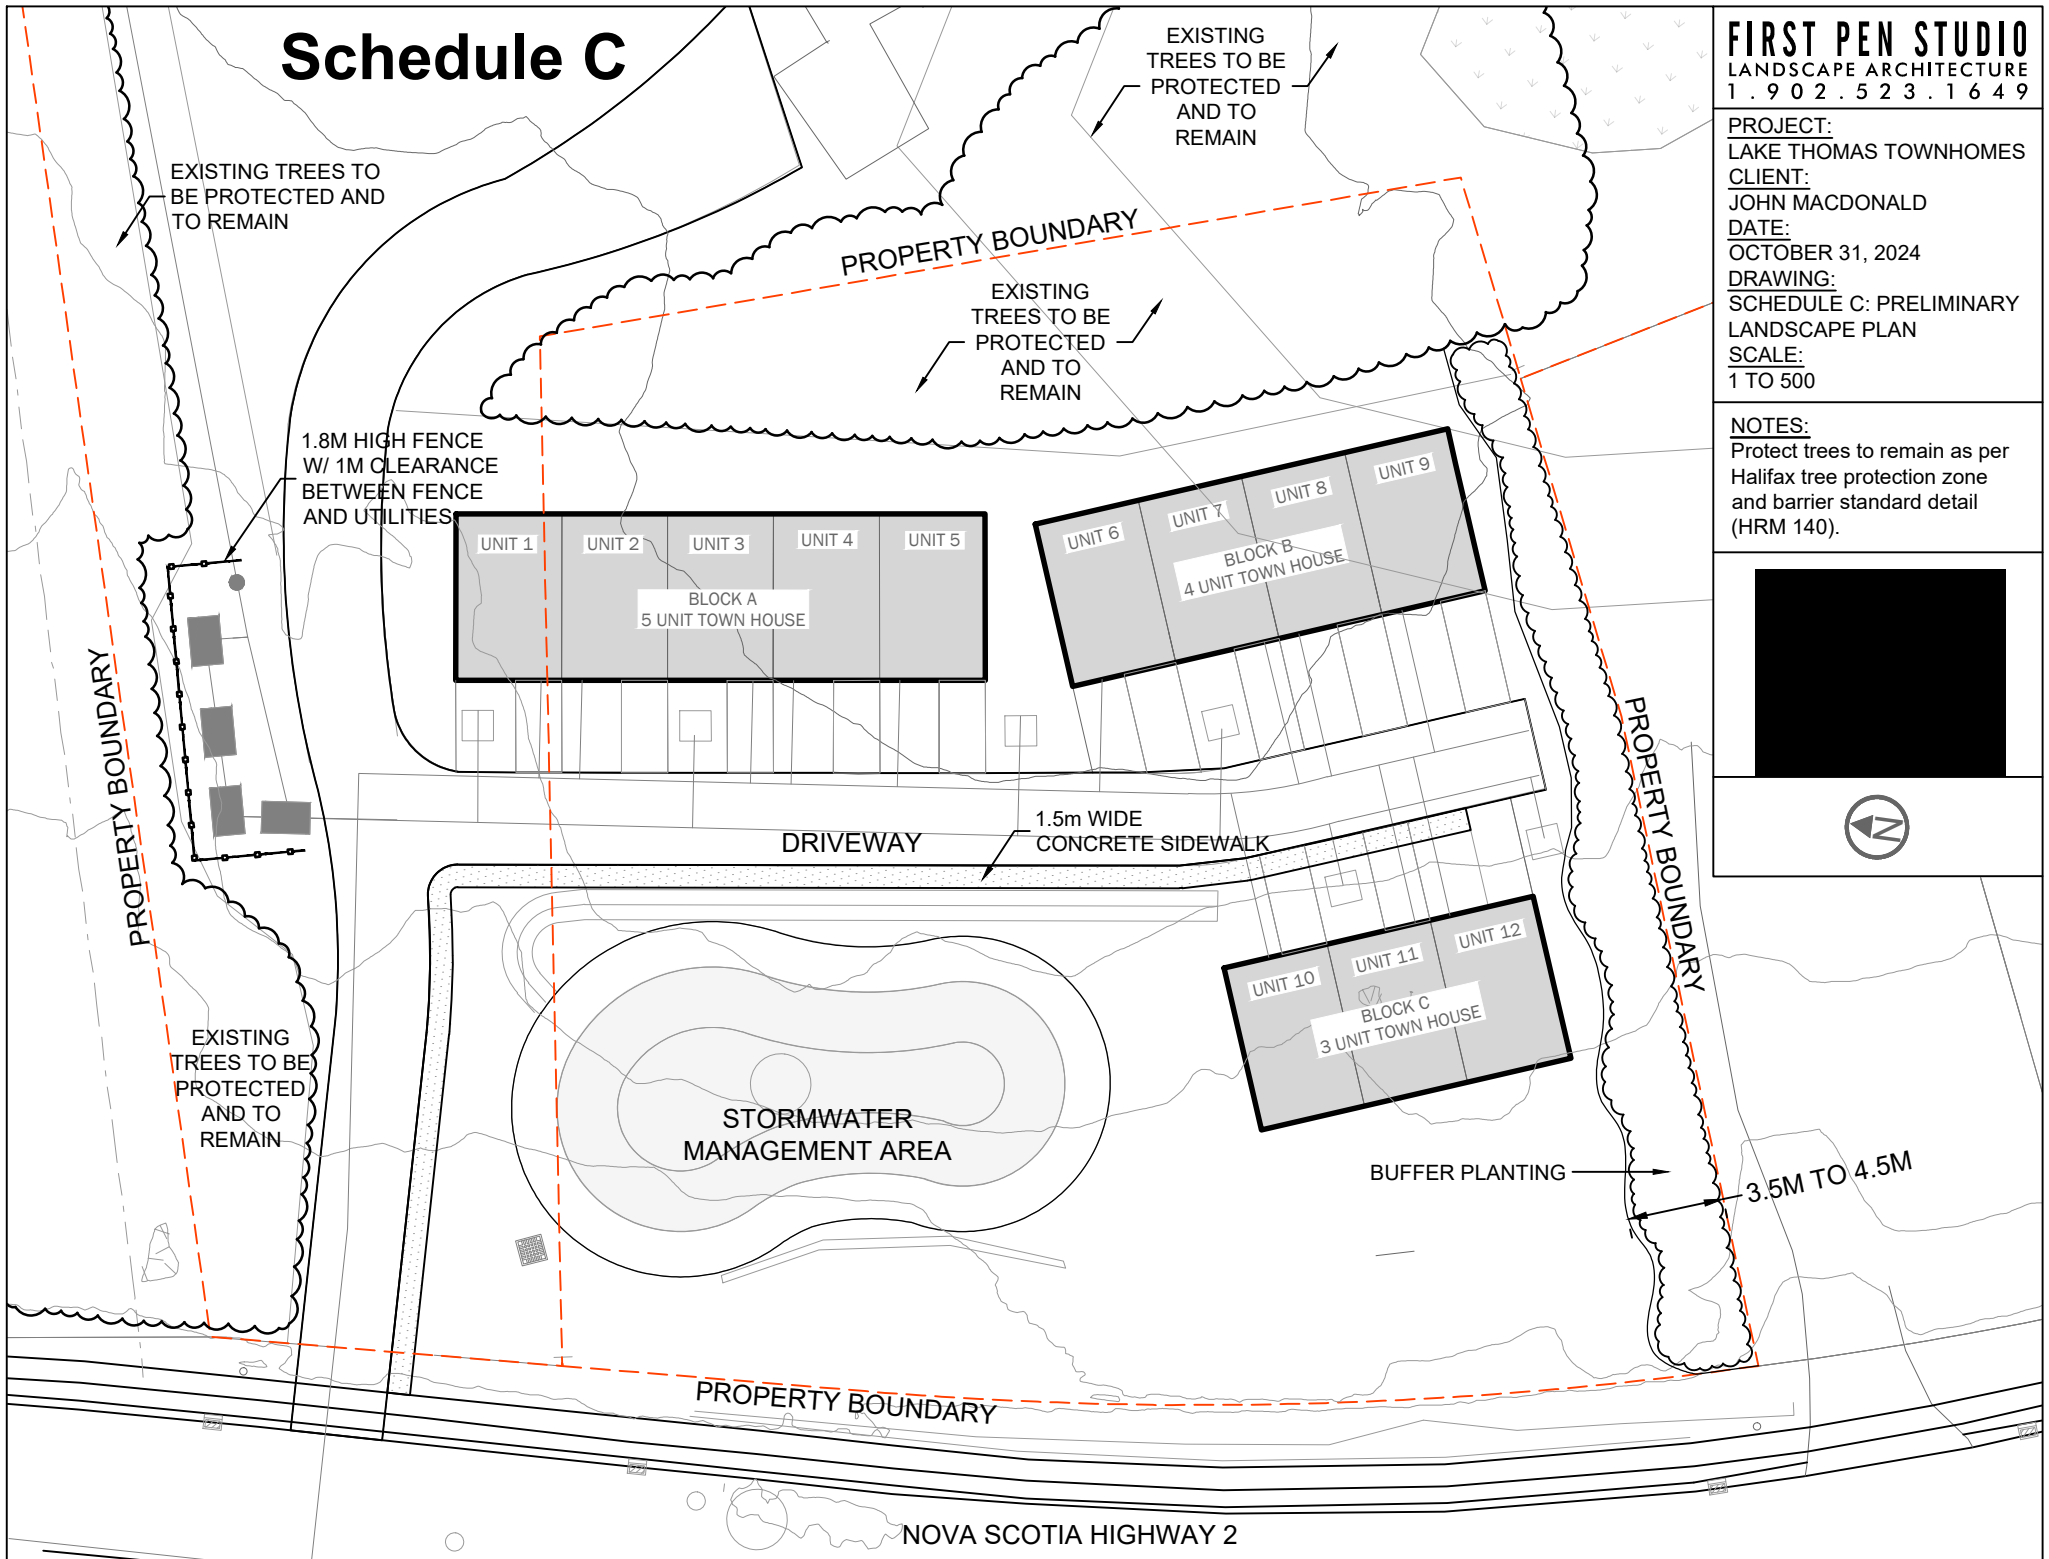 Schedule C
EXISTING
TREES TO BE
PROTECTED
AND TO
REMAIN
EXISTING TREES TO
BE PROTECTED AND
TO REMAIN
PROPERTY BOUNDARY
EXISTING
TREES TO BE
PROTECTED
AND TO
REMAIN
1.8M HIGH FENCE
W/ 1M CLEARANCE
BETWEEN FENCE
AND UTILITIES
UNIT 1
UNIT 2
UNIT 3
UNIT 4
UNIT 5
BLOCK A
5 UNIT TOWN HOUSE
UNIT 6
UNIT 7
UNIT 8
UNIT 9
BLOCK B
4 UNIT TOWN HOUSE
PROPERTY BOUNDARY
PROPERTY BOUNDARY
DRIVEWAY
1.5m WIDE
CONCRETE SIDEWALK
UNIT 10
UNIT 11
UNIT 12
BLOCK C
3 UNIT TOWN HOUSE
EXISTING
TREES TO BE
PROTECTED
AND TO
REMAIN
STORMWATER
MANAGEMENT AREA
BUFFER PLANTING
3.5M TO 4.5M
PROPERTY BOUNDARY
NOVA SCOTIA HIGHWAY 2
FIRST PEN STUDIO
LANDSCAPE ARCHITECTURE
1.902.523.1649
PROJECT:
LAKE THOMAS TOWNHOMES
CLIENT:
JOHN MACDONALD
DATE:
OCTOBER 31, 2024
DRAWING:
SCHEDULE C: PRELIMINARY
LANDSCAPE PLAN
SCALE:
1 TO 500
NOTES:
Protect trees to remain as per
Halifax tree protection zone
and barrier standard detail
(HRM 140).
N